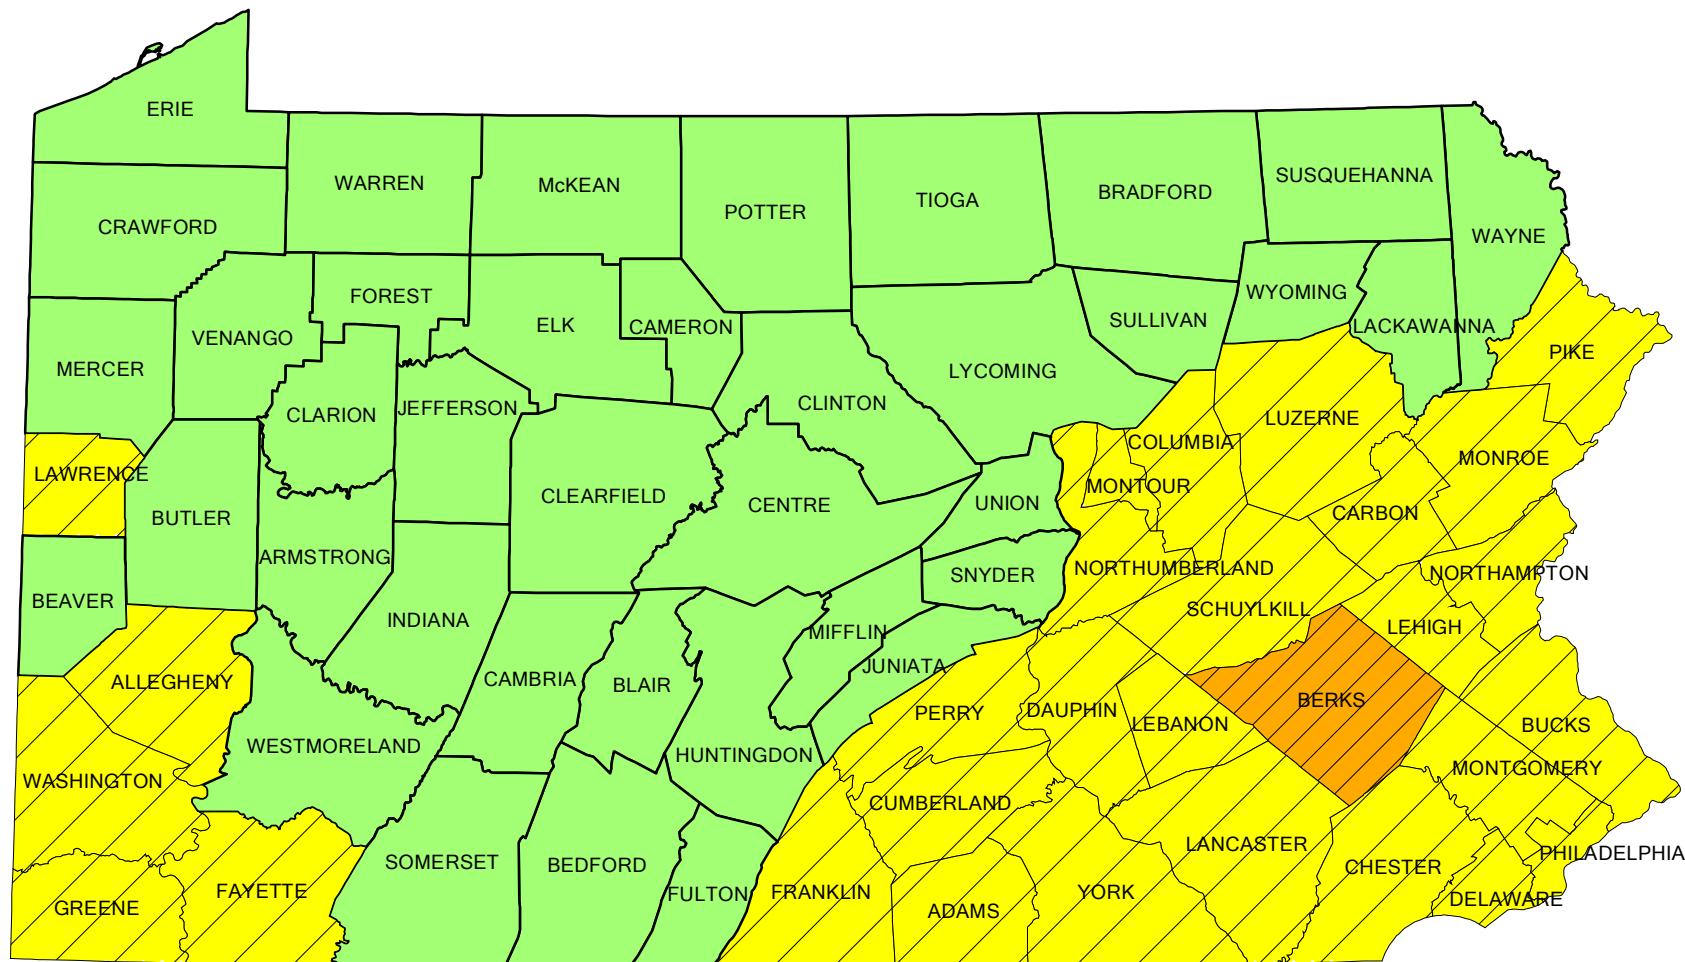 ERIE
WARREN
McKEAN
POTTER
TIOGA
BRADFORD
SUSQUEHANNA
WAYNE
CRAWFORD
FOREST
ELK
CAMERON
SULLIVAN
WYOMING
LACKAWANNA
PIKE
VENANGO
MERCER
CLARION
JEFFERSON
CLINTON
LYCOMING
LUZERNE
COLUMBIA
MONROE
LAWRENCE
BUTLER
CLEARFIELD
CENTRE
UNION
MONTOUR
CARBON
ARMSTRONG
SNYDER
NORTHUMBERLAND
NORTHAMPTON
BEAVER
INDIANA
MIFFLIN
SCHUYLKILL
LEHIGH
ALLEGHENY
CAMBRIA
BLAIR
JUNIATA
PERRY
DAUPHIN
LEBANON
BERKS
BUCKS
WESTMORELAND
HUNTINGDON
WASHINGTON
CUMBERLAND
MONTGOMERY
LANCASTER
PHILADELPHIA
SOMERSET
BEDFORD
CHESTER
FAYETTE
FULTON
FRANKLIN
YORK
DELAWARE
GREENE
ADAMS